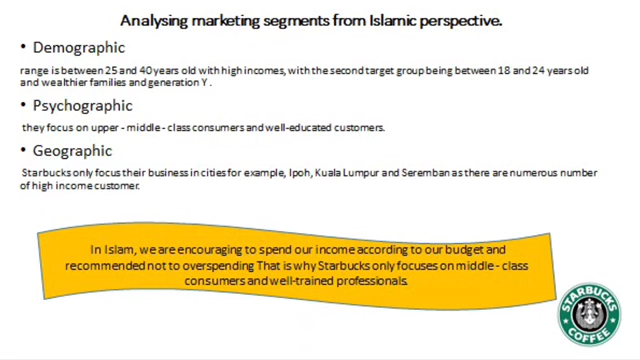 Analysing marketing segments from Islamic perspective.
• Demographic
range is between 25 and 40 years old with high incomes, with the second target group being between 18 and 24 years old
and wealthier families and generation Y .
• Psychographic
they focus on upper - middle - class consumers and well-educated customers.
• Geographic
Starbucks only focus their business in cities for example, Ipoh, Kuala Lumpur and Seremban as there are numerous number
of high income customer.
In Islam, we are encouraging to spend our income according to our budget and
recommended not to overspending That is why Starbucks only focuses on middle - class
consumers and well-trained professionals.
STARBUCKS
COFFEE